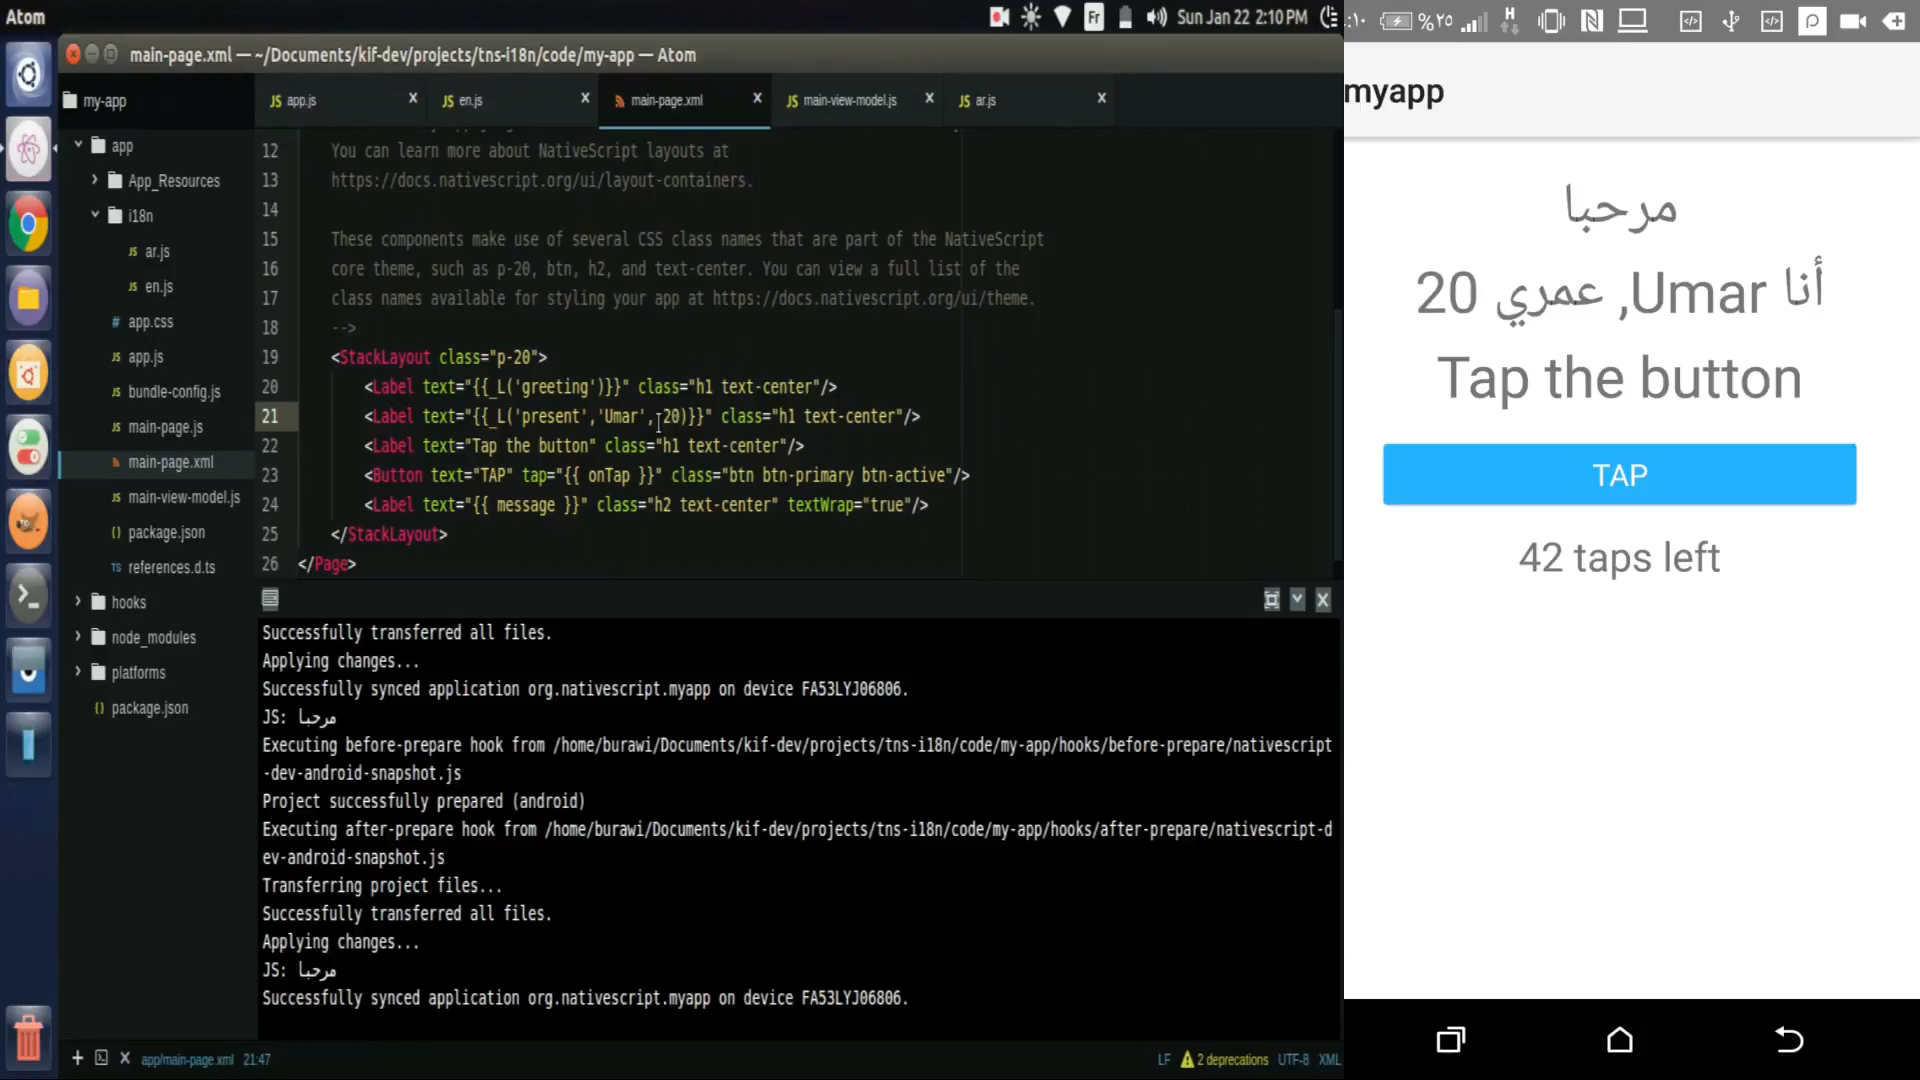 Atom
Fr
Sun Jan 22 2:10 PM
main-page.xml — ~/Documents/kif-dev/projects/tns-i18n/code/my-app — Atom
my-app
JS app.js
JS en.js
main-page.xml
JS main-view-model.js
JS ar.js
app
App_Resources
i18n
JS ar.js
JS en.js
# app.css
JS app.js
JS bundle-config.js
JS main-page.js
main-page.xml
JS main-view-model.js
{} package.json
TS references.d.ts
hooks
node_modules
platforms
{} package.json
12 You can learn more about NativeScript layouts at
13 https://docs.nativescript.org/ui/layout-containers.
14
15 These components make use of several CSS class names that are part of the NativeScript
16 core theme, such as p-20, btn, h2, and text-center. You can view a full list of the
17 class names available for styling your app at https://docs.nativescript.org/ui/theme.
18 -->
19 <StackLayout class="p-20">
20 <Label text="{{_L('greeting')}}" class="h1 text-center"/>
21 <Label text="{{_L('present','Umar', 20)}}" class="h1 text-center"/>
22 <Label text="Tap the button" class="h1 text-center"/>
23 <Button text="TAP" tap="{{ onTap }}" class="btn btn-primary btn-active"/>
24 <Label text="{{ message }}" class="h2 text-center" textWrap="true"/>
25 </StackLayout>
26 </Page>
Successfully transferred all files.
Applying changes...
Successfully synced application org.nativescript.myapp on device FA53LYJ06806.
JS: مرحبا
Executing before-prepare hook from /home/burawi/Documents/kif-dev/projects/tns-i18n/code/my-app/hooks/before-prepare/nativescript
-dev-android-snapshot.js
Project successfully prepared (android)
Executing after-prepare hook from /home/burawi/Documents/kif-dev/projects/tns-i18n/code/my-app/hooks/after-prepare/nativescript-d
ev-android-snapshot.js
Transferring project files...
Successfully transferred all files.
Applying changes...
JS: مرحبا
Successfully synced application org.nativescript.myapp on device FA53LYJ06806.
app/main-page.xml 21:47
LF 2 deprecations UTF-8 XML
%٢٥ H
myapp
مرحبا
أنا Umar, عمري 20
Tap the button
TAP
42 taps left